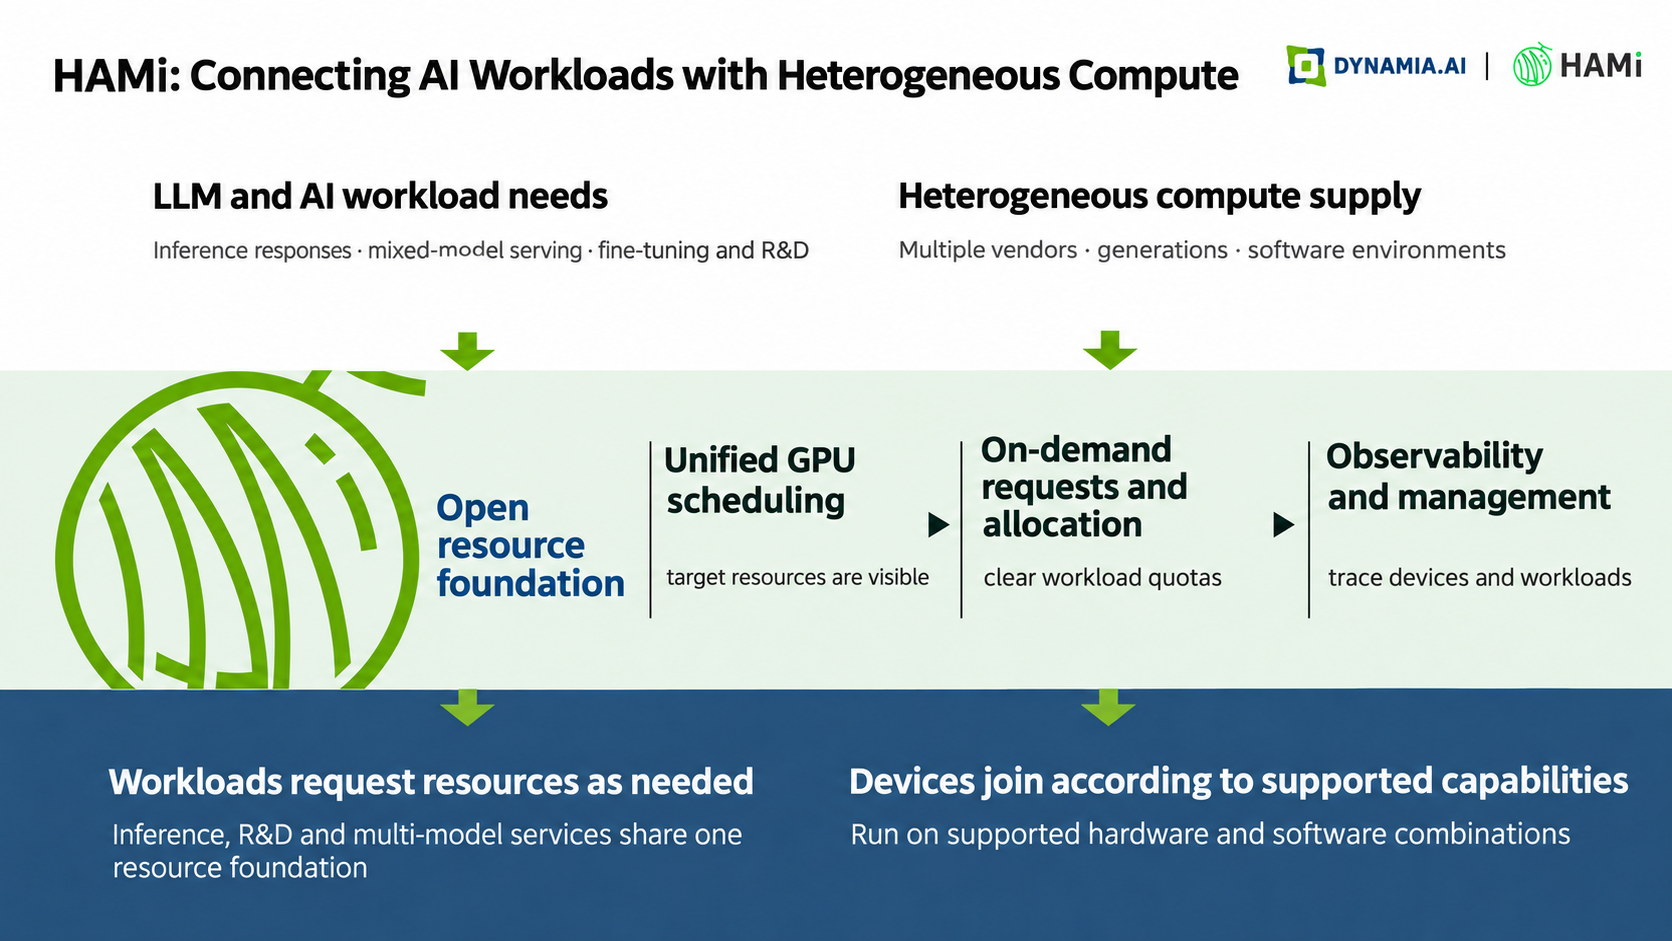 HAMi: Connecting AI Workloads with Heterogeneous Compute
DYNAMIA.AI | HAMi
LLM and AI workload needs
Inference responses · mixed-model serving · fine-tuning and R&D
Heterogeneous compute supply
Multiple vendors · generations · software environments
Open
resource
foundation
Unified GPU
scheduling
target resources are visible
On-demand
requests and
allocation
clear workload quotas
Observability
and management
trace devices and workloads
Workloads request resources as needed
Inference, R&D and multi-model services share one
resource foundation
Devices join according to supported capabilities
Run on supported hardware and software combinations